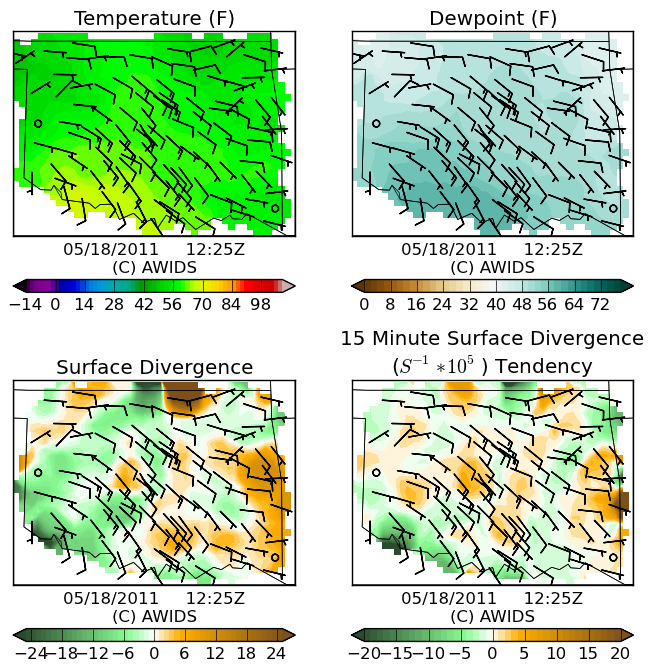 Temperature (F)
Dewpoint (F)
05/18/2011 12:25Z
(C) AWIDS
05/18/2011 12:25Z
(C) AWIDS
−14 0 14 28 42 56 70 84 98
0 8 16 24 32 40 48 56 64 72
Surface Divergence
15 Minute Surface Divergence
(S⁻¹ *10⁵ ) Tendency
05/18/2011 12:25Z
(C) AWIDS
05/18/2011 12:25Z
(C) AWIDS
−24 −18 −12 −6 0 6 12 18 24
−20 −15 −10 −5 0 5 10 15 20